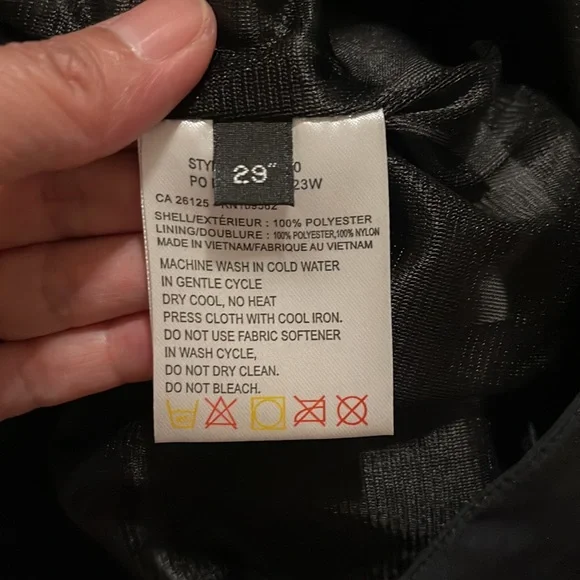 29"
CA 26125
SHELL/EXTÉRIEUR : 100% POLYESTER
LINING/DOUBLURE : 100% POLYESTER,100% NYLON
MADE IN VIETNAM/FABRIQUE AU VIETNAM
MACHINE WASH IN COLD WATER
IN GENTLE CYCLE
DRY COOL, NO HEAT
PRESS CLOTH WITH COOL IRON.
DO NOT USE FABRIC SOFTENER
IN WASH CYCLE,
DO NOT DRY CLEAN.
DO NOT BLEACH.